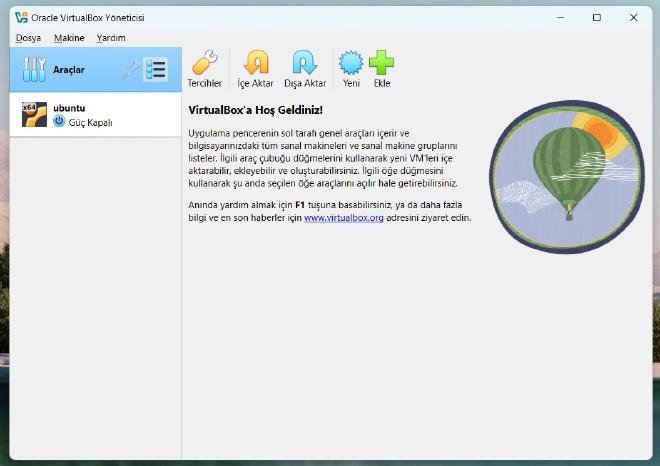 Oracle VirtualBox Yöneticisi
Dosya Makine Yardım
Araçlar
x64
ubuntu
Güç Kapalı
Tercihler İçe Aktar Dışa Aktar Yeni Ekle
VirtualBox'a Hoş Geldiniz!
Uygulama pencerenin sol tarafı genel araçları içerir ve
bilgisayarınızdaki tüm sanal makineleri ve sanal makine gruplarını
listeler. İlgili araç çubuğu düğmelerini kullanarak yeni VM'leri içe
aktarabilir, ekleyebilir ve oluşturabilirsiniz. İlgili öğe düğmesini
kullanarak şu anda seçilen öğe araçlarını açılır hale getirebilirsiniz.
Anında yardım almak için F1 tuşuna basabilirsiniz, ya da daha fazla
bilgi ve en son haberler için www.virtualbox.org adresini ziyaret edin.